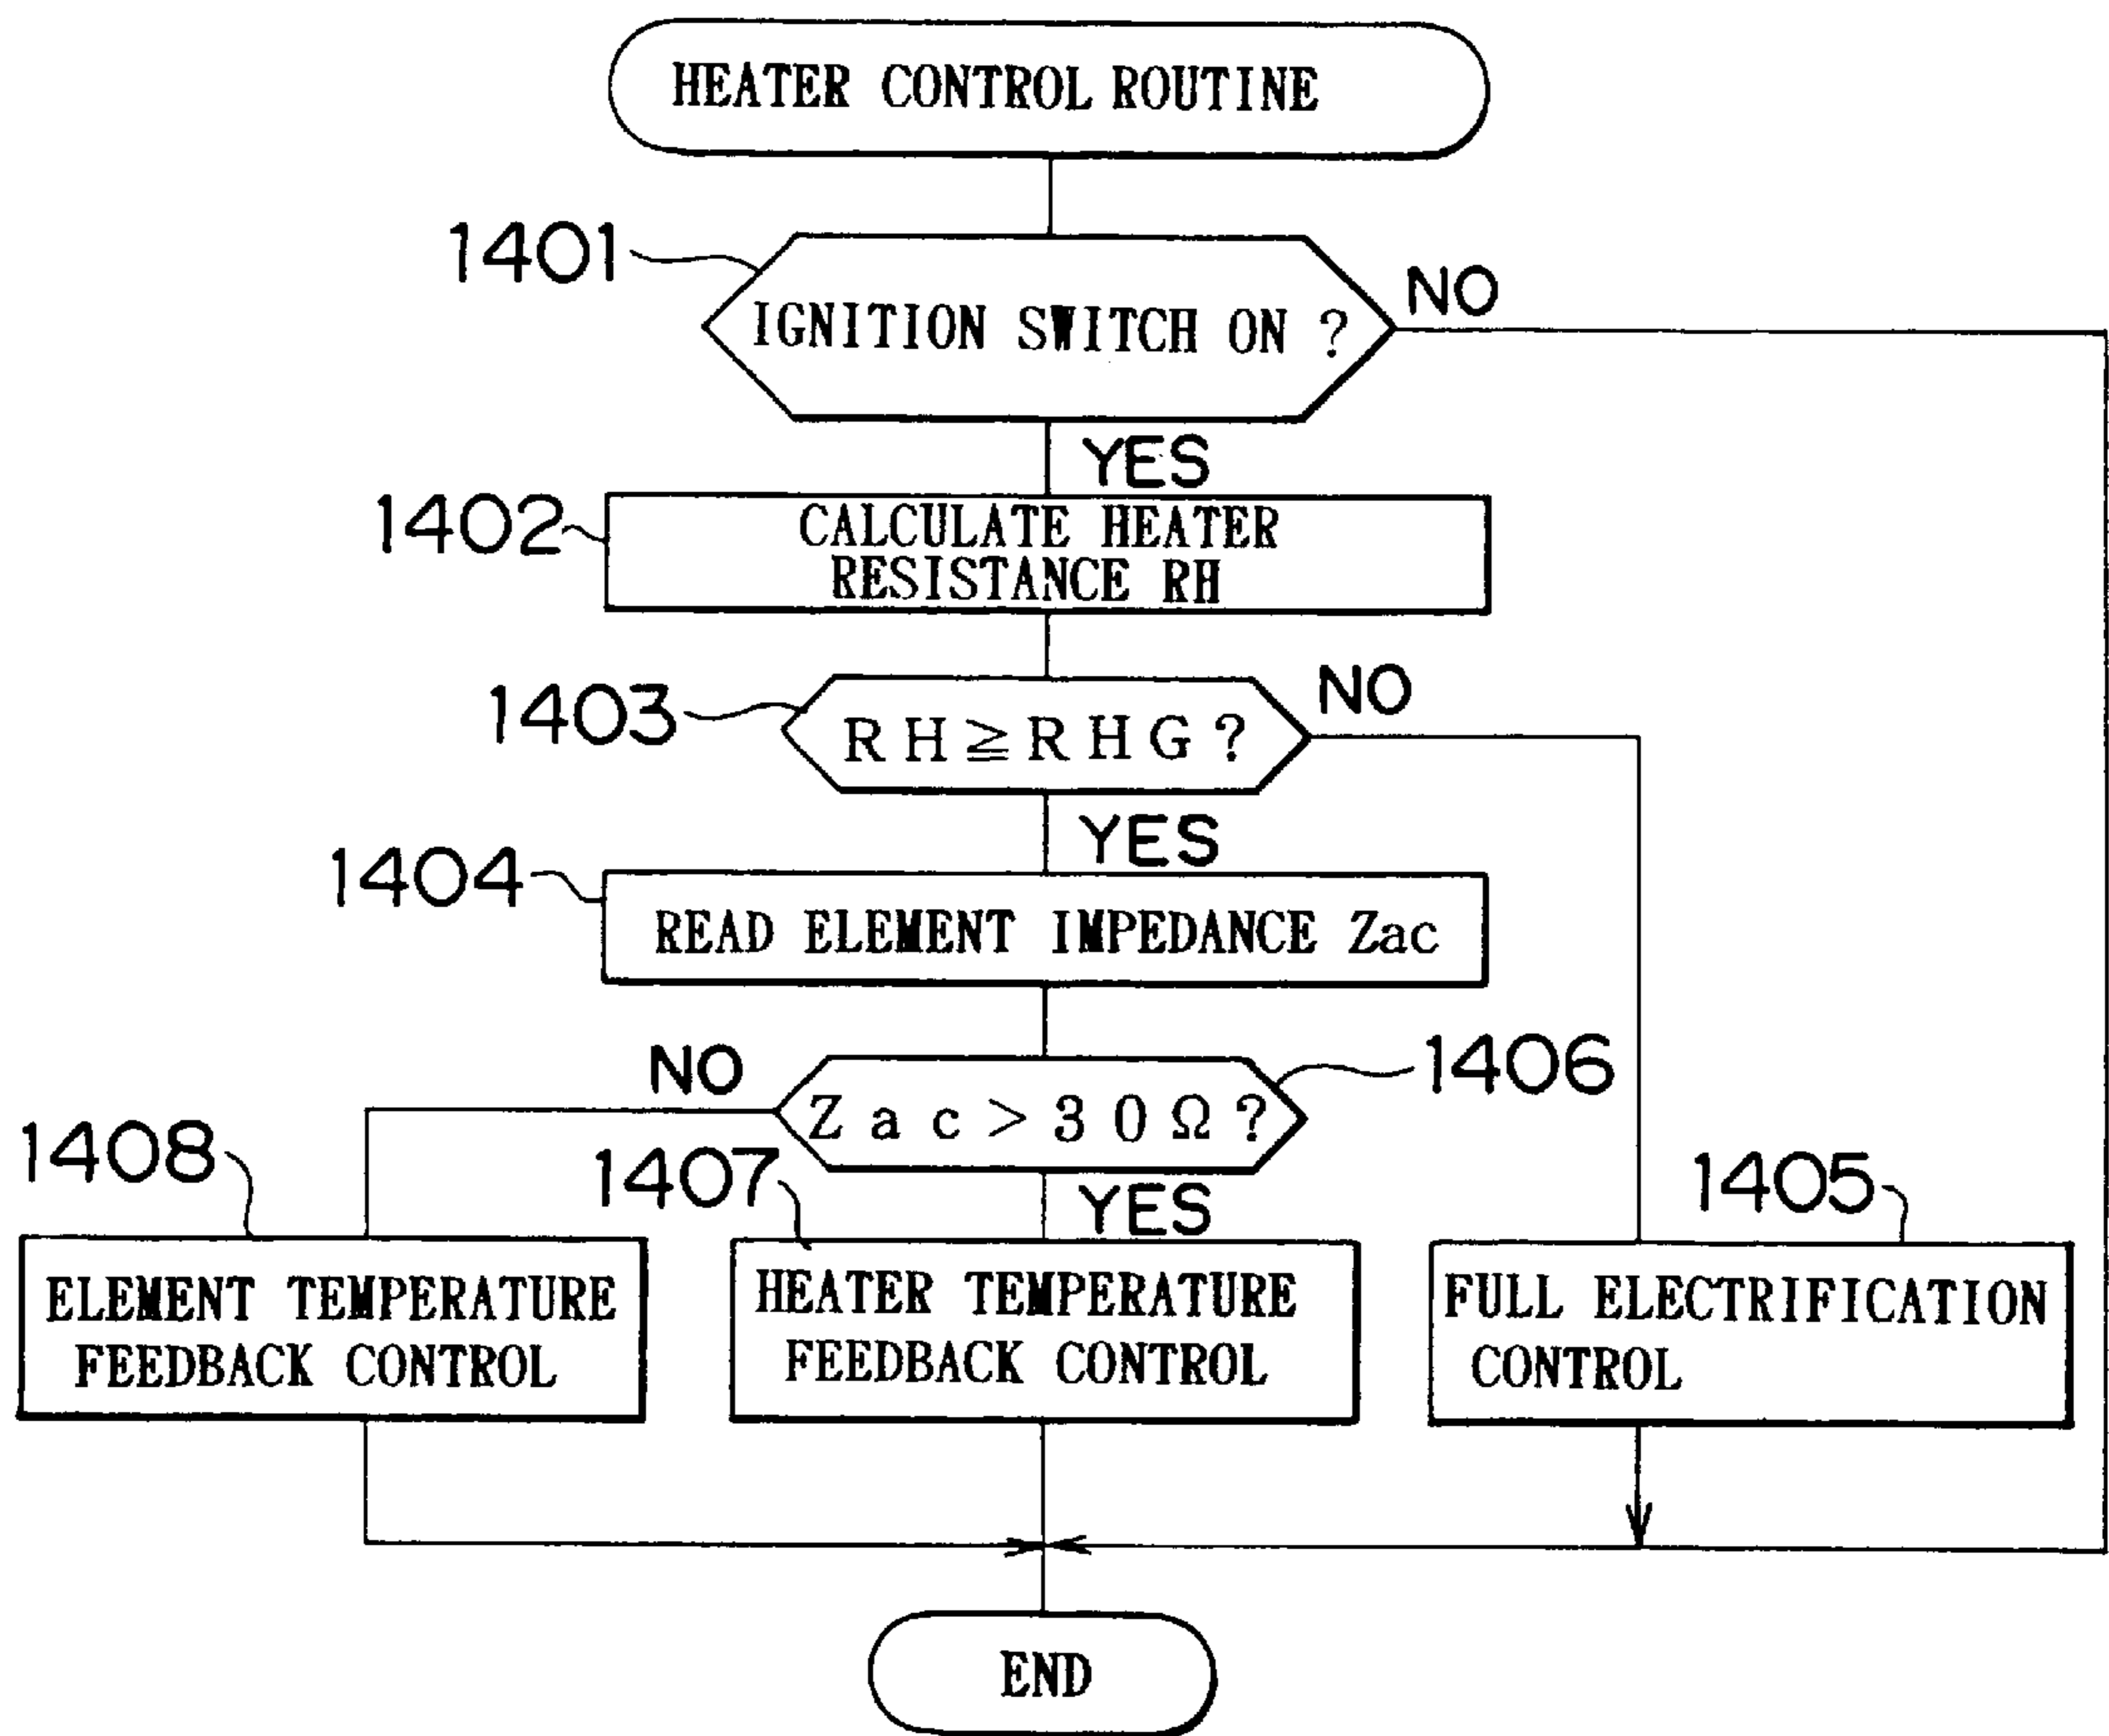 HEATER CONTROL ROUTINE
1401
IGNITION SWITCH ON ?
NO
YES
1402
CALCULATE HEATER
RESISTANCE RH
1403
RH≧RHG?
NO
YES
1404
READ ELEMENT IMPEDANCE Zac
NO
Zac>30Ω?
1406
1408
1407
YES
1405
ELEMENT TEMPERATURE
FEEDBACK CONTROL
HEATER TEMPERATURE
FEEDBACK CONTROL
FULL ELECTRIFICATION
CONTROL
END